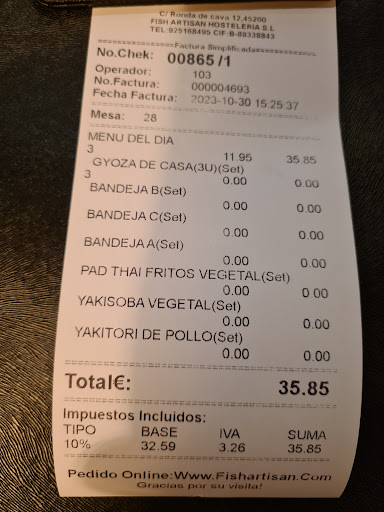 C/ Ronda de cava 12,45200
FISH ARTISAN HOSTELERIA S.L
TEL:925168495 CIF:B-88338843
Factura Simplificada
No.Chek: 00865 /1
Operador: 103
No.Factura: 000004693
Fecha Factura: 2023-10-30 15:25:37
Mesa: 28
MENU DEL DIA
3 11.95 35.85
GYOZA DE CASA(3U)(Set)
3 0.00 0.00
BANDEJA B(Set)
0.00 0.00
BANDEJA C(Set)
0.00 0.00
BANDEJA A(Set)
0.00 0.00
PAD THAI FRITOS VEGETAL(Set)
0.00 0.00
YAKISOBA VEGETAL(Set)
0.00 0.00
YAKITORI DE POLLO(Set)
0.00 0.00
Total€: 35.85
Impuestos Incluidos:
TIPO BASE IVA SUMA
10% 32.59 3.26 35.85
Pedido Online:Www.Fishartisan.Com
Gracias por su visita!